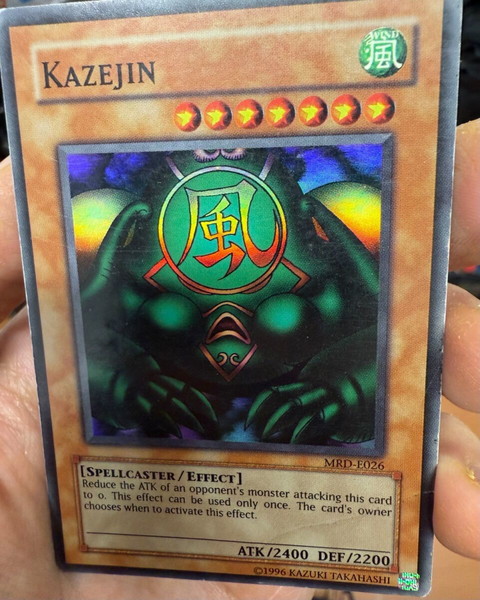 KAZEJIN
WIND
風
風
MRD-E026
[SPELLCASTER / EFFECT]
Reduce the ATK of an opponent's monster attacking this card
to 0. This effect can be used only once. The card's owner
chooses when to activate this effect.
ATK/2400 DEF/2200
©1996 KAZUKI TAKAHASHI